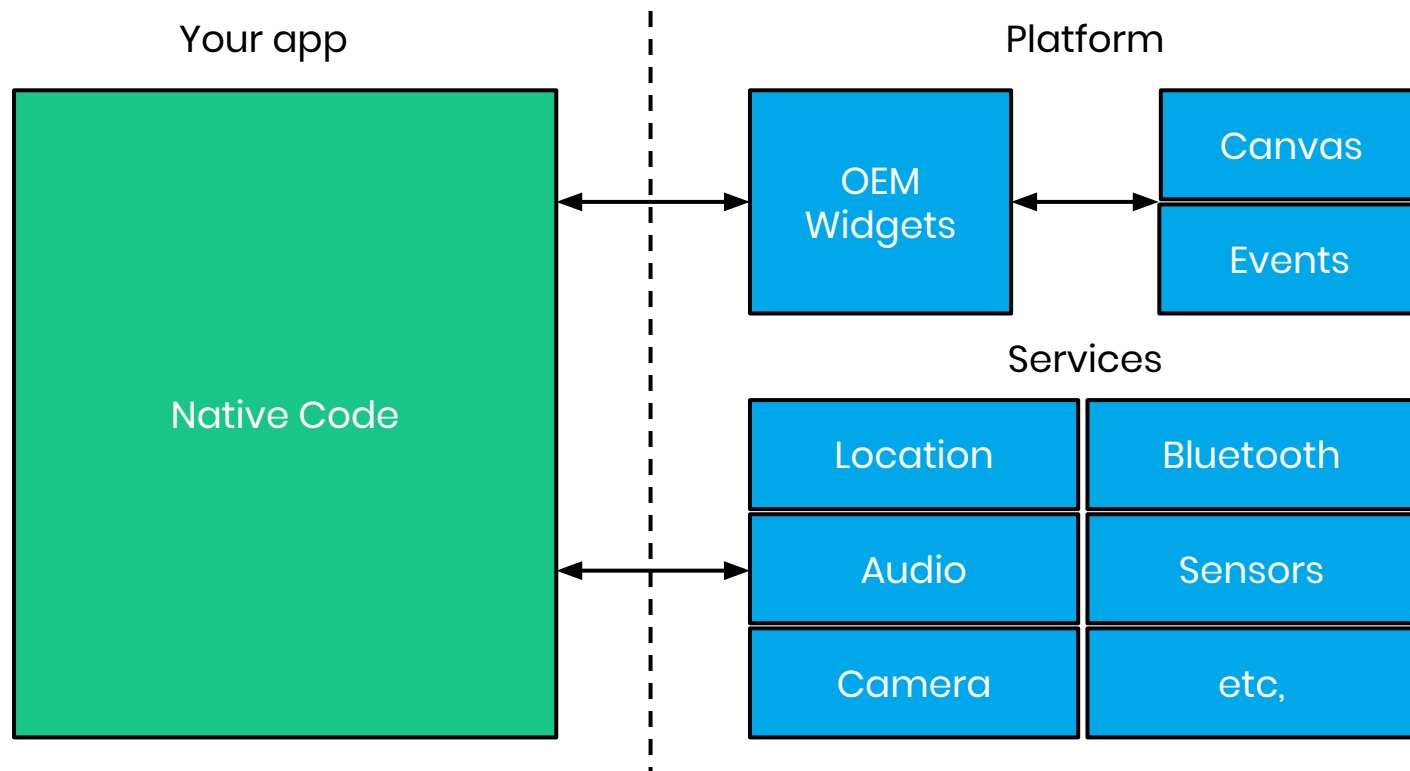 Your app
Platform
Native Code
OEM
Widgets
Canvas
Events
Services
Location
Bluetooth
Audio
Sensors
Camera
etc,